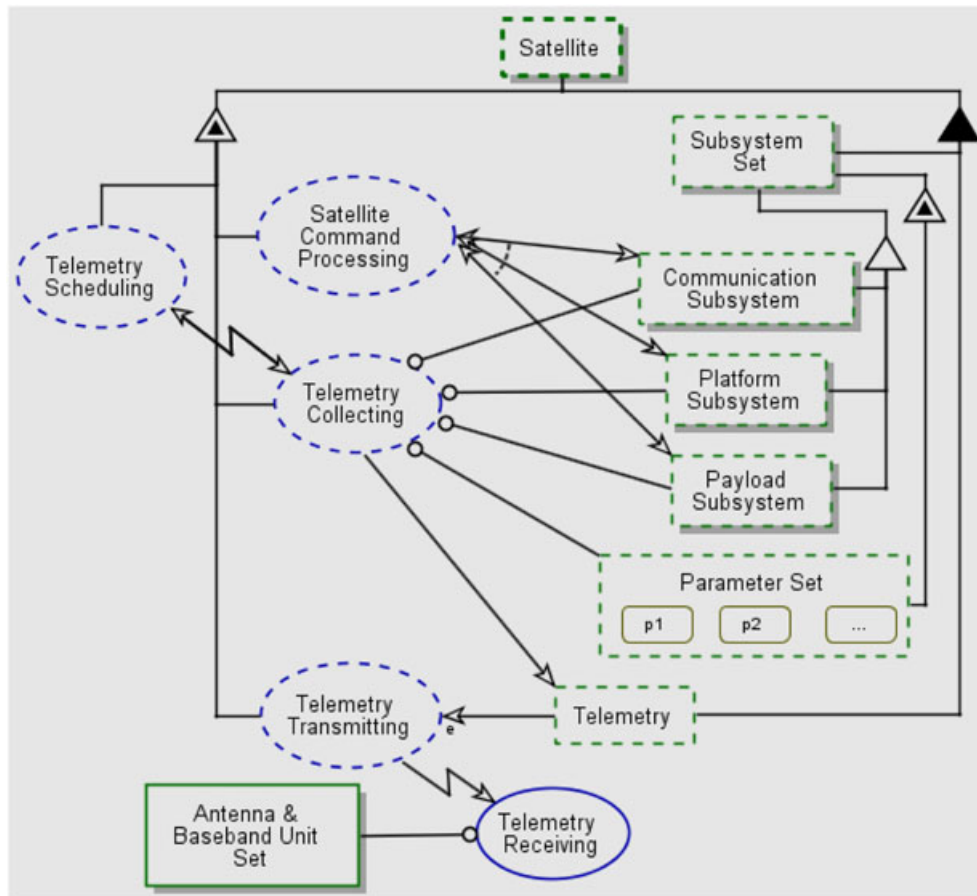 Satellite
Subsystem
Set
Satellite
Command
Processing
Telemetry
Scheduling
Communication
Subsystem
Telemetry
Collecting
Platform
Subsystem
Payload
Subsystem
Parameter Set
p1
p2
...
Telemetry
Transmitting
e
Telemetry
Antenna &
Baseband Unit
Set
Telemetry
Receiving